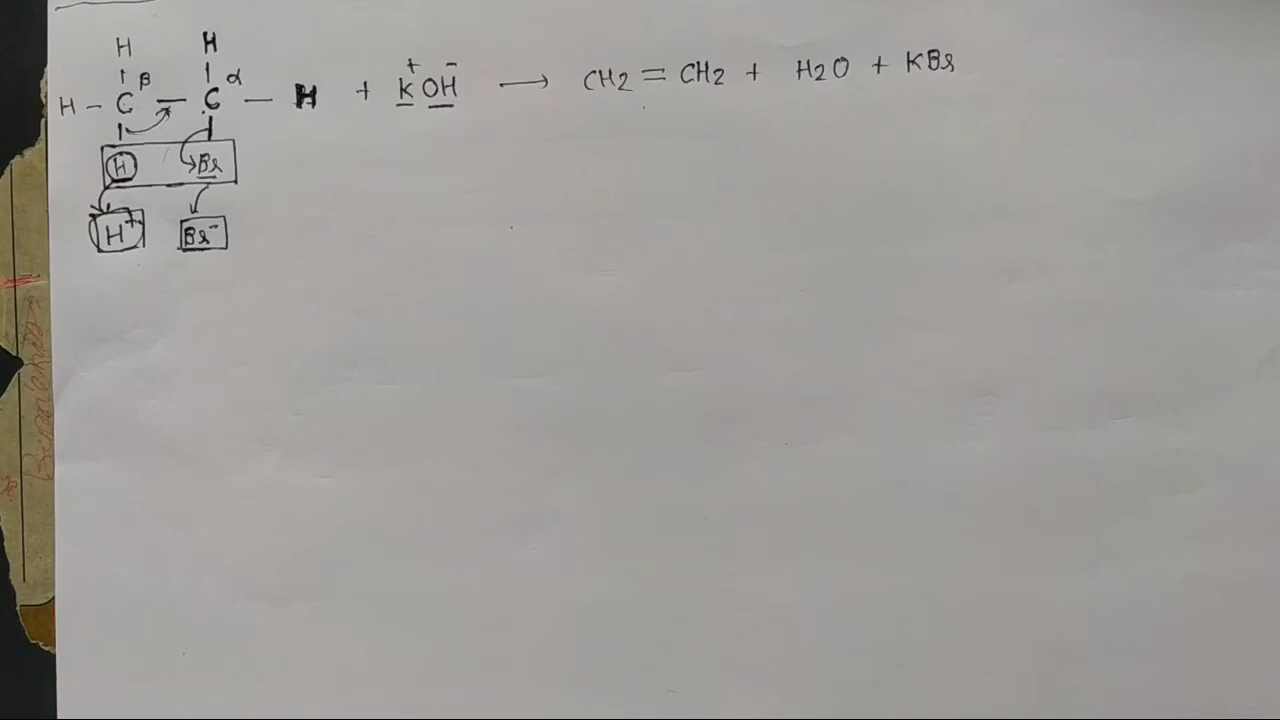 H H
β α
H - C - C - H + K⁺OH⁻ ⟶ CH2 = CH2 + H2O + KBr
H Br
H⁺ Br⁻